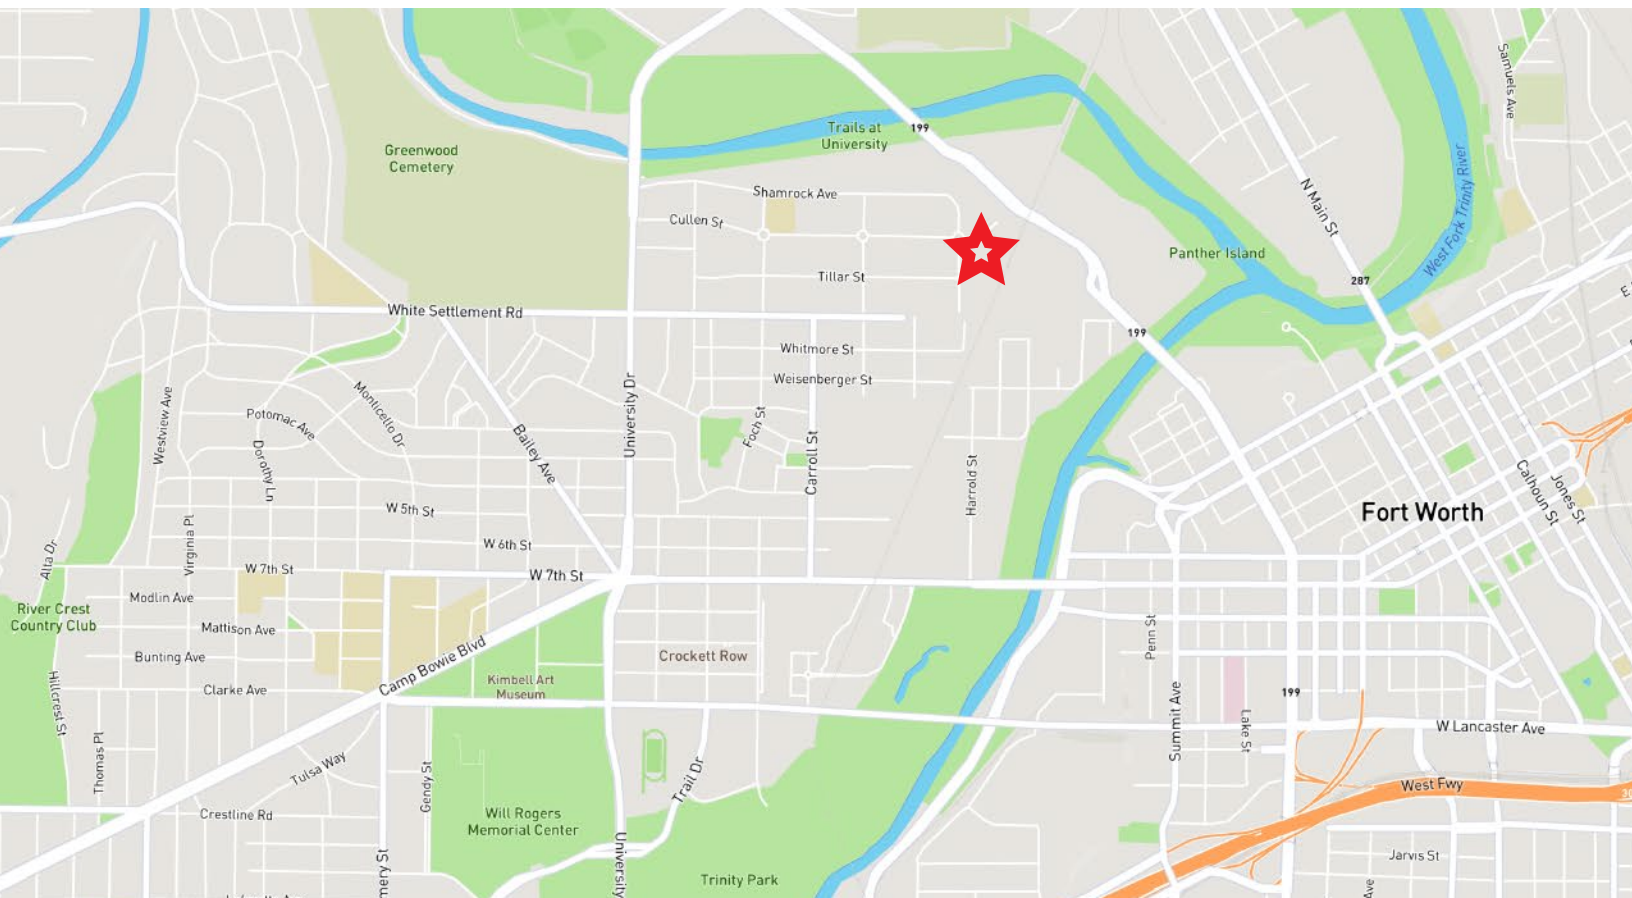 Samuels Ave
Trails at
University
199
Greenwood
Cemetery
Shamrock Ave
Cullen St
N Main St
West Fork Trinity River
Panther Island
Tillar St
287
White Settlement Rd
199
Whitmore St
Weisenberger St
University Dr
Westview Ave
Monticello Dr
Potomac Ave
Foch St
Bailey Ave
Carroll St
Dorothy Ln
Harrold St
Calhoun St
Jones St
W 5th St
Fort Worth
Virginia Pl
W 6th St
Alta Dr
W 7th St
W 7th St
Modlin Ave
River Crest
Country Club
Mattison Ave
Penn St
Bunting Ave
Camp Bowie Blvd
Crockett Row
Clarke Ave
Kimbell Art
Museum
Hillcrest St
199
Summit Ave
Lake St
W Lancaster Ave
Thomas Pl
Tulsa Way
Gendy St
Trail Dr
West Fwy
30
Crestline Rd
Will Rogers
Memorial Center
University
mery St
Jarvis St
Trinity Park
Ave